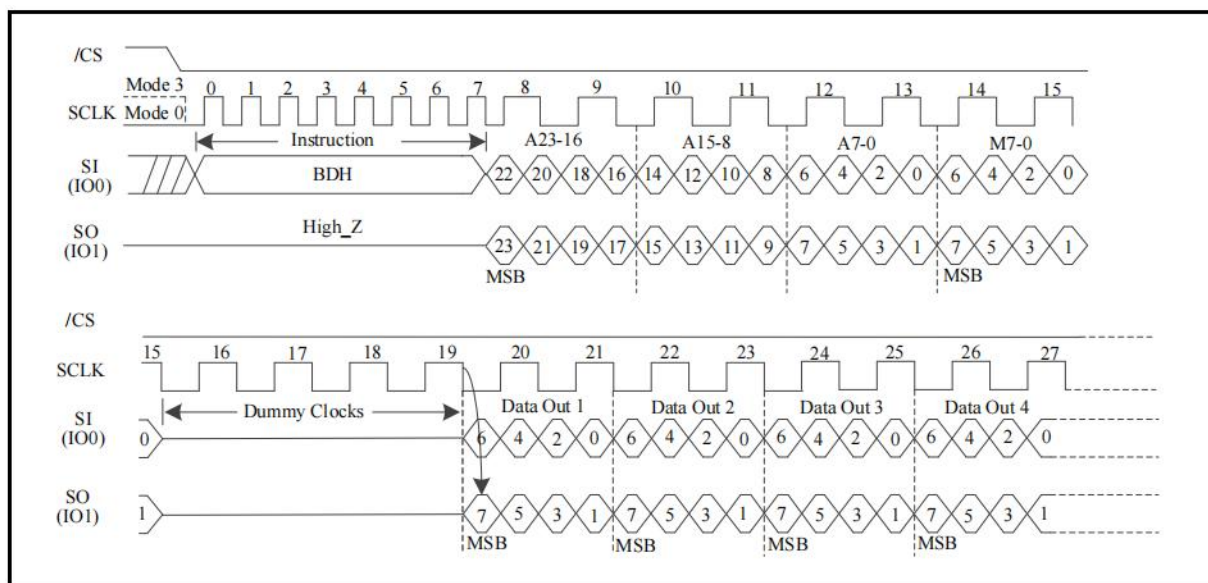 /CS
Mode 3 0 1 2 3 4 5 6 7 8 9 10 11 12 13 14 15
SCLK Mode 0
Instruction A23-16 A15-8 A7-0 M7-0
SI
(IO0) BDH 22 20 18 16 14 12 10 8 6 4 2 0 6 4 2 0
SO
(IO1) High_Z 23 21 19 17 15 13 11 9 7 5 3 1 7 5 3 1
MSB MSB
/CS
15 16 17 18 19 20 21 22 23 24 25 26 27
SCLK
Dummy Clocks Data Out 1 Data Out 2 Data Out 3 Data Out 4
SI
(IO0) 0 6 4 2 0 6 4 2 0 6 4 2 0 6 4 2 0
SO
(IO1) 1 7 5 3 1 7 5 3 1 7 5 3 1 7 5 3 1
MSB MSB MSB MSB